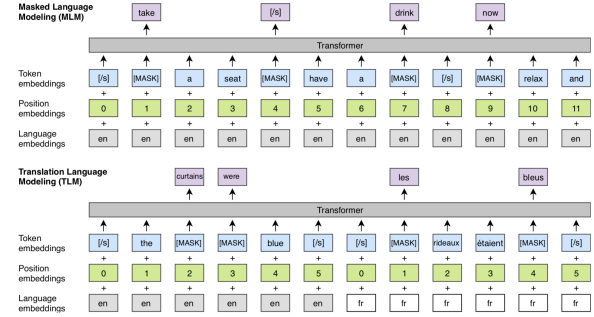 Masked Language
Modeling (MLM)
take [/s] drink now
Transformer
Token
embeddings
[/s] [MASK] a seat [MASK] have a [MASK] [/s] [MASK] relax and
+ + + + + + + + + + + +
Position
embeddings
0 1 2 3 4 5 6 7 8 9 10 11
+ + + + + + + + + + + +
Language
embeddings
en en en en en en en en en en en en
Translation Language
Modeling (TLM)
curtains were les bleus
Transformer
Token
embeddings
[/s] the [MASK] [MASK] blue [/s] [/s] [MASK] rideaux étaient [MASK] [/s]
+ + + + + + + + + + + +
Position
embeddings
0 1 2 3 4 5 0 1 2 3 4 5
+ + + + + + + + + + + +
Language
embeddings
en en en en en en fr fr fr fr fr fr